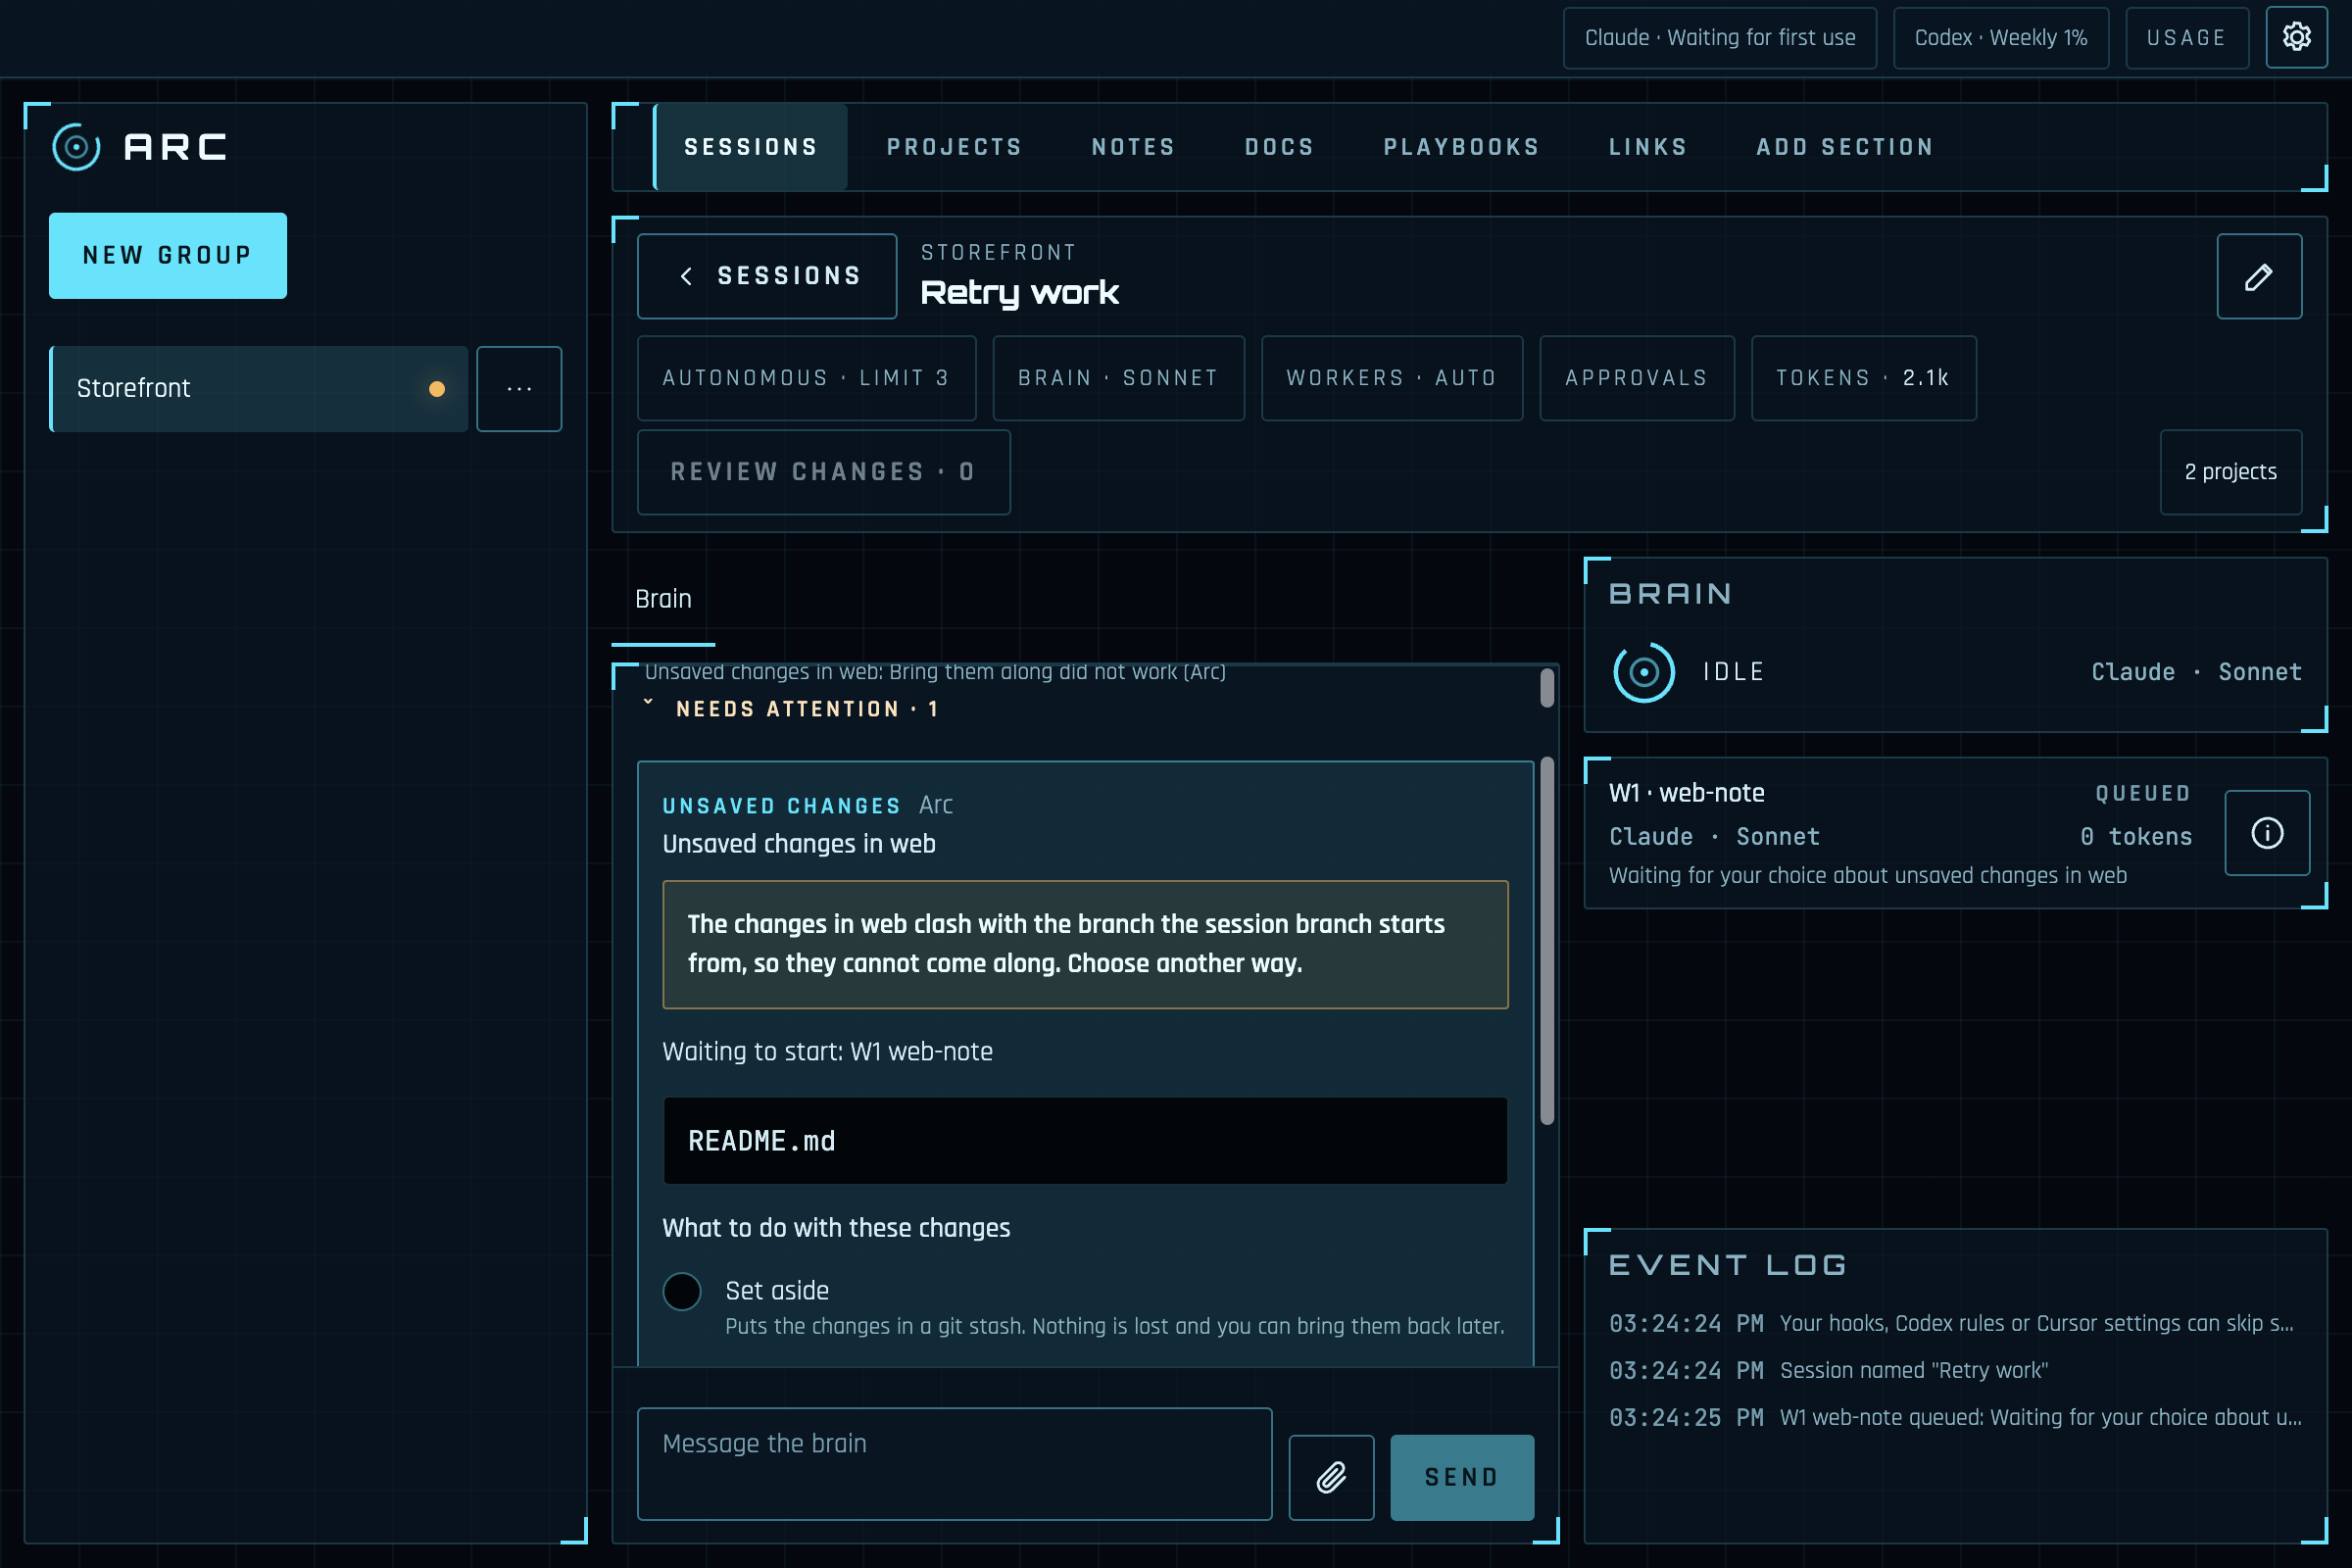 Claude · Waiting for first use
Codex · Weekly 1%
USAGE
ARC
NEW GROUP
Storefront
...
SESSIONS
PROJECTS
NOTES
DOCS
PLAYBOOKS
LINKS
ADD SECTION
SESSIONS
STOREFRONT
Retry work
AUTONOMOUS · LIMIT 3
BRAIN · SONNET
WORKERS · AUTO
APPROVALS
TOKENS · 2.1k
REVIEW CHANGES · 0
2 projects
Brain
Unsaved changes in web: Bring them along did not work (Arc)
NEEDS ATTENTION · 1
UNSAVED CHANGES Arc
Unsaved changes in web
The changes in web clash with the branch the session branch starts
from, so they cannot come along. Choose another way.
Waiting to start: W1 web-note
README.md
What to do with these changes
Set aside
Puts the changes in a git stash. Nothing is lost and you can bring them back later.
Message the brain
SEND
BRAIN
IDLE
Claude · Sonnet
W1 · web-note
QUEUED
Claude · Sonnet
0 tokens
Waiting for your choice about unsaved changes in web
EVENT LOG
03:24:24 PM Your hooks, Codex rules or Cursor settings can skip s...
03:24:24 PM Session named "Retry work"
03:24:25 PM W1 web-note queued: Waiting for your choice about u...